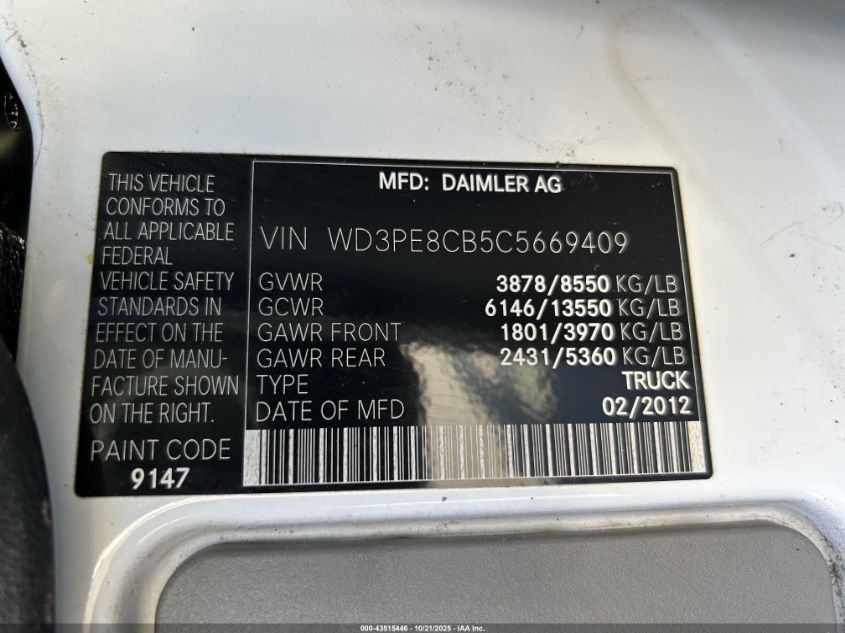 THIS VEHICLE
CONFORMS TO
ALL APPLICABLE
FEDERAL
VEHICLE SAFETY
STANDARDS IN
EFFECT ON THE
DATE OF MANU-
FACTURE SHOWN
ON THE RIGHT.
PAINT CODE
9147
MFD: DAIMLER AG
VIN WD3PE8CB5C5669409
GVWR 3878/8550 KG/LB
GCWR 6146/13550 KG/LB
GAWR FRONT 1801/3970 KG/LB
GAWR REAR 2431/5360 KG/LB
TYPE TRUCK
DATE OF MFD 02/2012
000-43515446 - 10/21/2025 - IAA Inc.